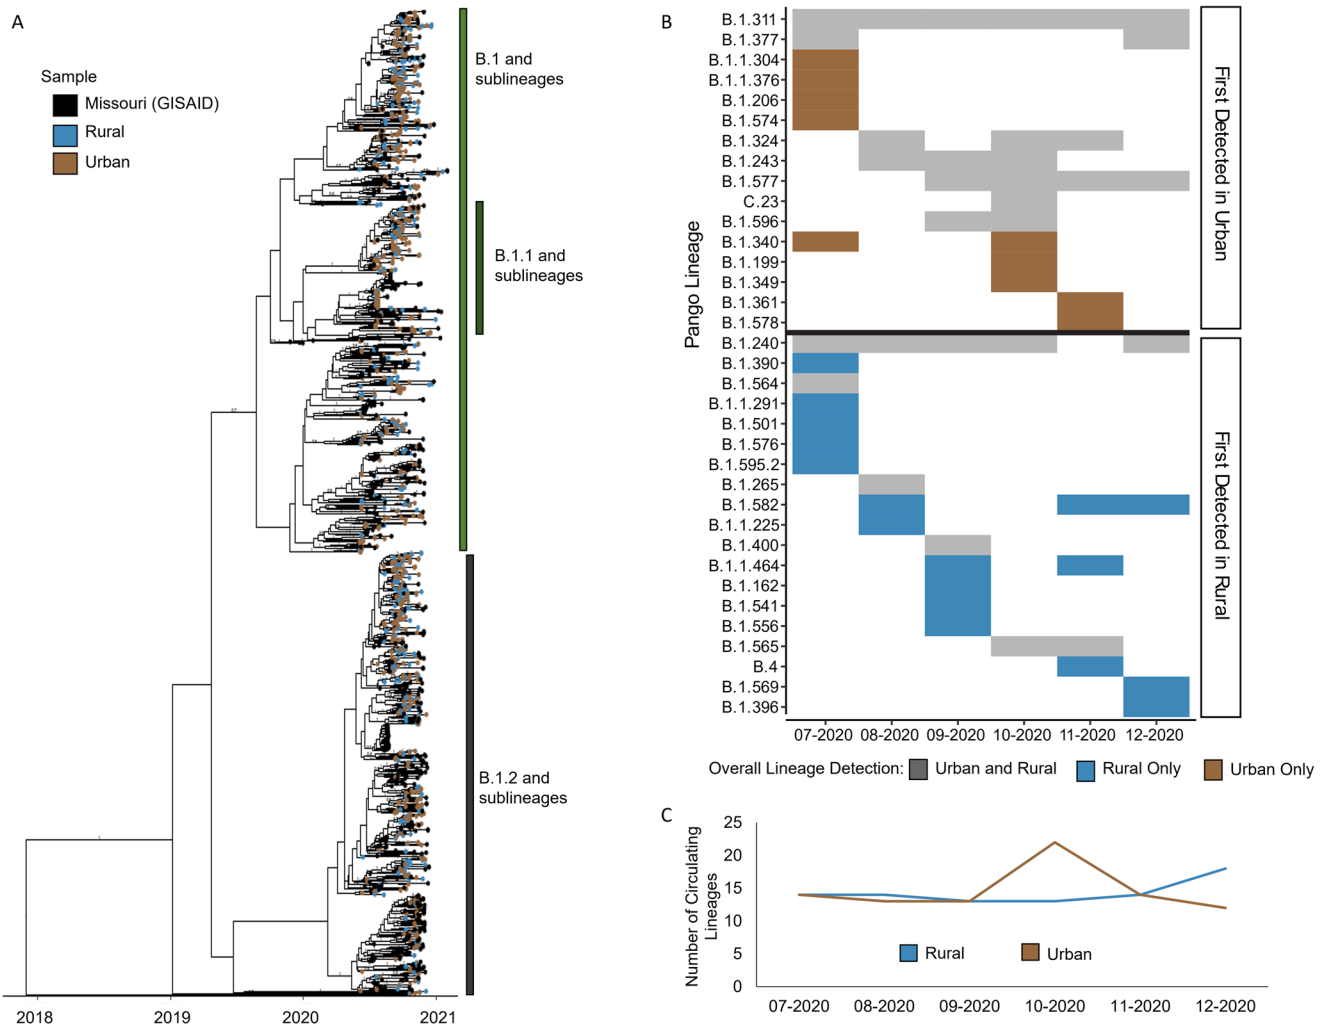 A
Sample
Missouri (GISAID)
Rural
Urban
B.1 and
sublineages
B.1.1 and
sublineages
B.1.2 and
sublineages
2018
2019
2020
2021
B
Pango Lineage
B.1.311
B.1.377
B.1.1.304
B.1.1.376
B.1.206
B.1.574
B.1.324
B.1.243
B.1.577
C.23
B.1.596
B.1.340
B.1.1.199
B.1.1.349
B.1.361
B.1.578
B.1.240
B.1.390
B.1.564
B.1.1.291
B.1.501
B.1.576
B.1.595.2
B.1.265
B.1.582
B.1.1.225
B.1.400
B.1.1.464
B.1.1.162
B.1.541
B.1.556
B.1.565
B.4
B.1.569
B.1.396
First Detected in Urban
First Detected in Rural
07-2020
08-2020
09-2020
10-2020
11-2020
12-2020
Overall Lineage Detection: Urban and Rural Rural Only Urban Only
C
Number of Circulating
Lineages
25
20
15
10
5
0
Rural
Urban
07-2020
08-2020
09-2020
10-2020
11-2020
12-2020